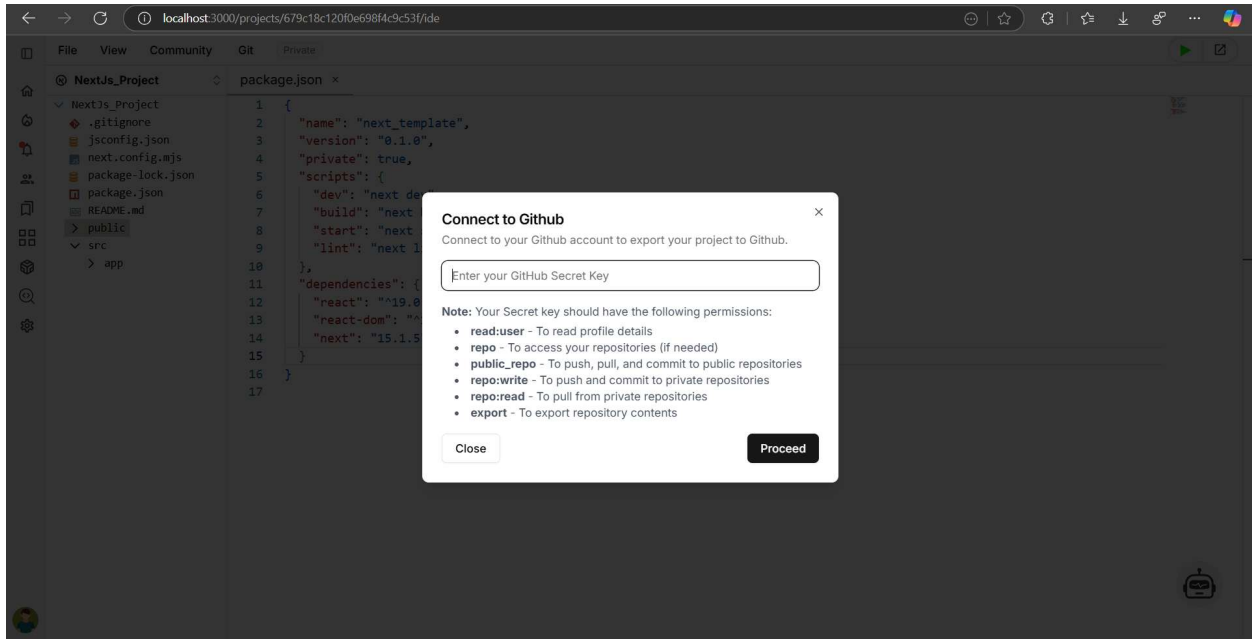 localhost:3000/projects/679c18c120f0e698f4c9c53f/ide
File View Community Git Private
NextJs_Project
package.json ×
NextJs_Project
.gitignore
jsconfig.json
next.config.mjs
package-lock.json
package.json
README.md
public
src
app
1 {
2 "name": "next_template",
3 "version": "0.1.0",
4 "private": true,
5 "scripts": {
6 "dev": "next dev"
7 "build": "next
8 "start": "next
9 "lint": "next l
10 },
11 "dependencies": {
12 "react": "^19.0
13 "react-dom": "^
14 "next": "15.1.5
15 }
16 }
17
Connect to Github
Connect to your Github account to export your project to Github.
Enter your GitHub Secret Key
Note: Your Secret key should have the following permissions:
• read:user - To read profile details
• repo - To access your repositories (if needed)
• public_repo - To push, pull, and commit to public repositories
• repo:write - To push and commit to private repositories
• repo:read - To pull from private repositories
• export - To export repository contents
Close
Proceed